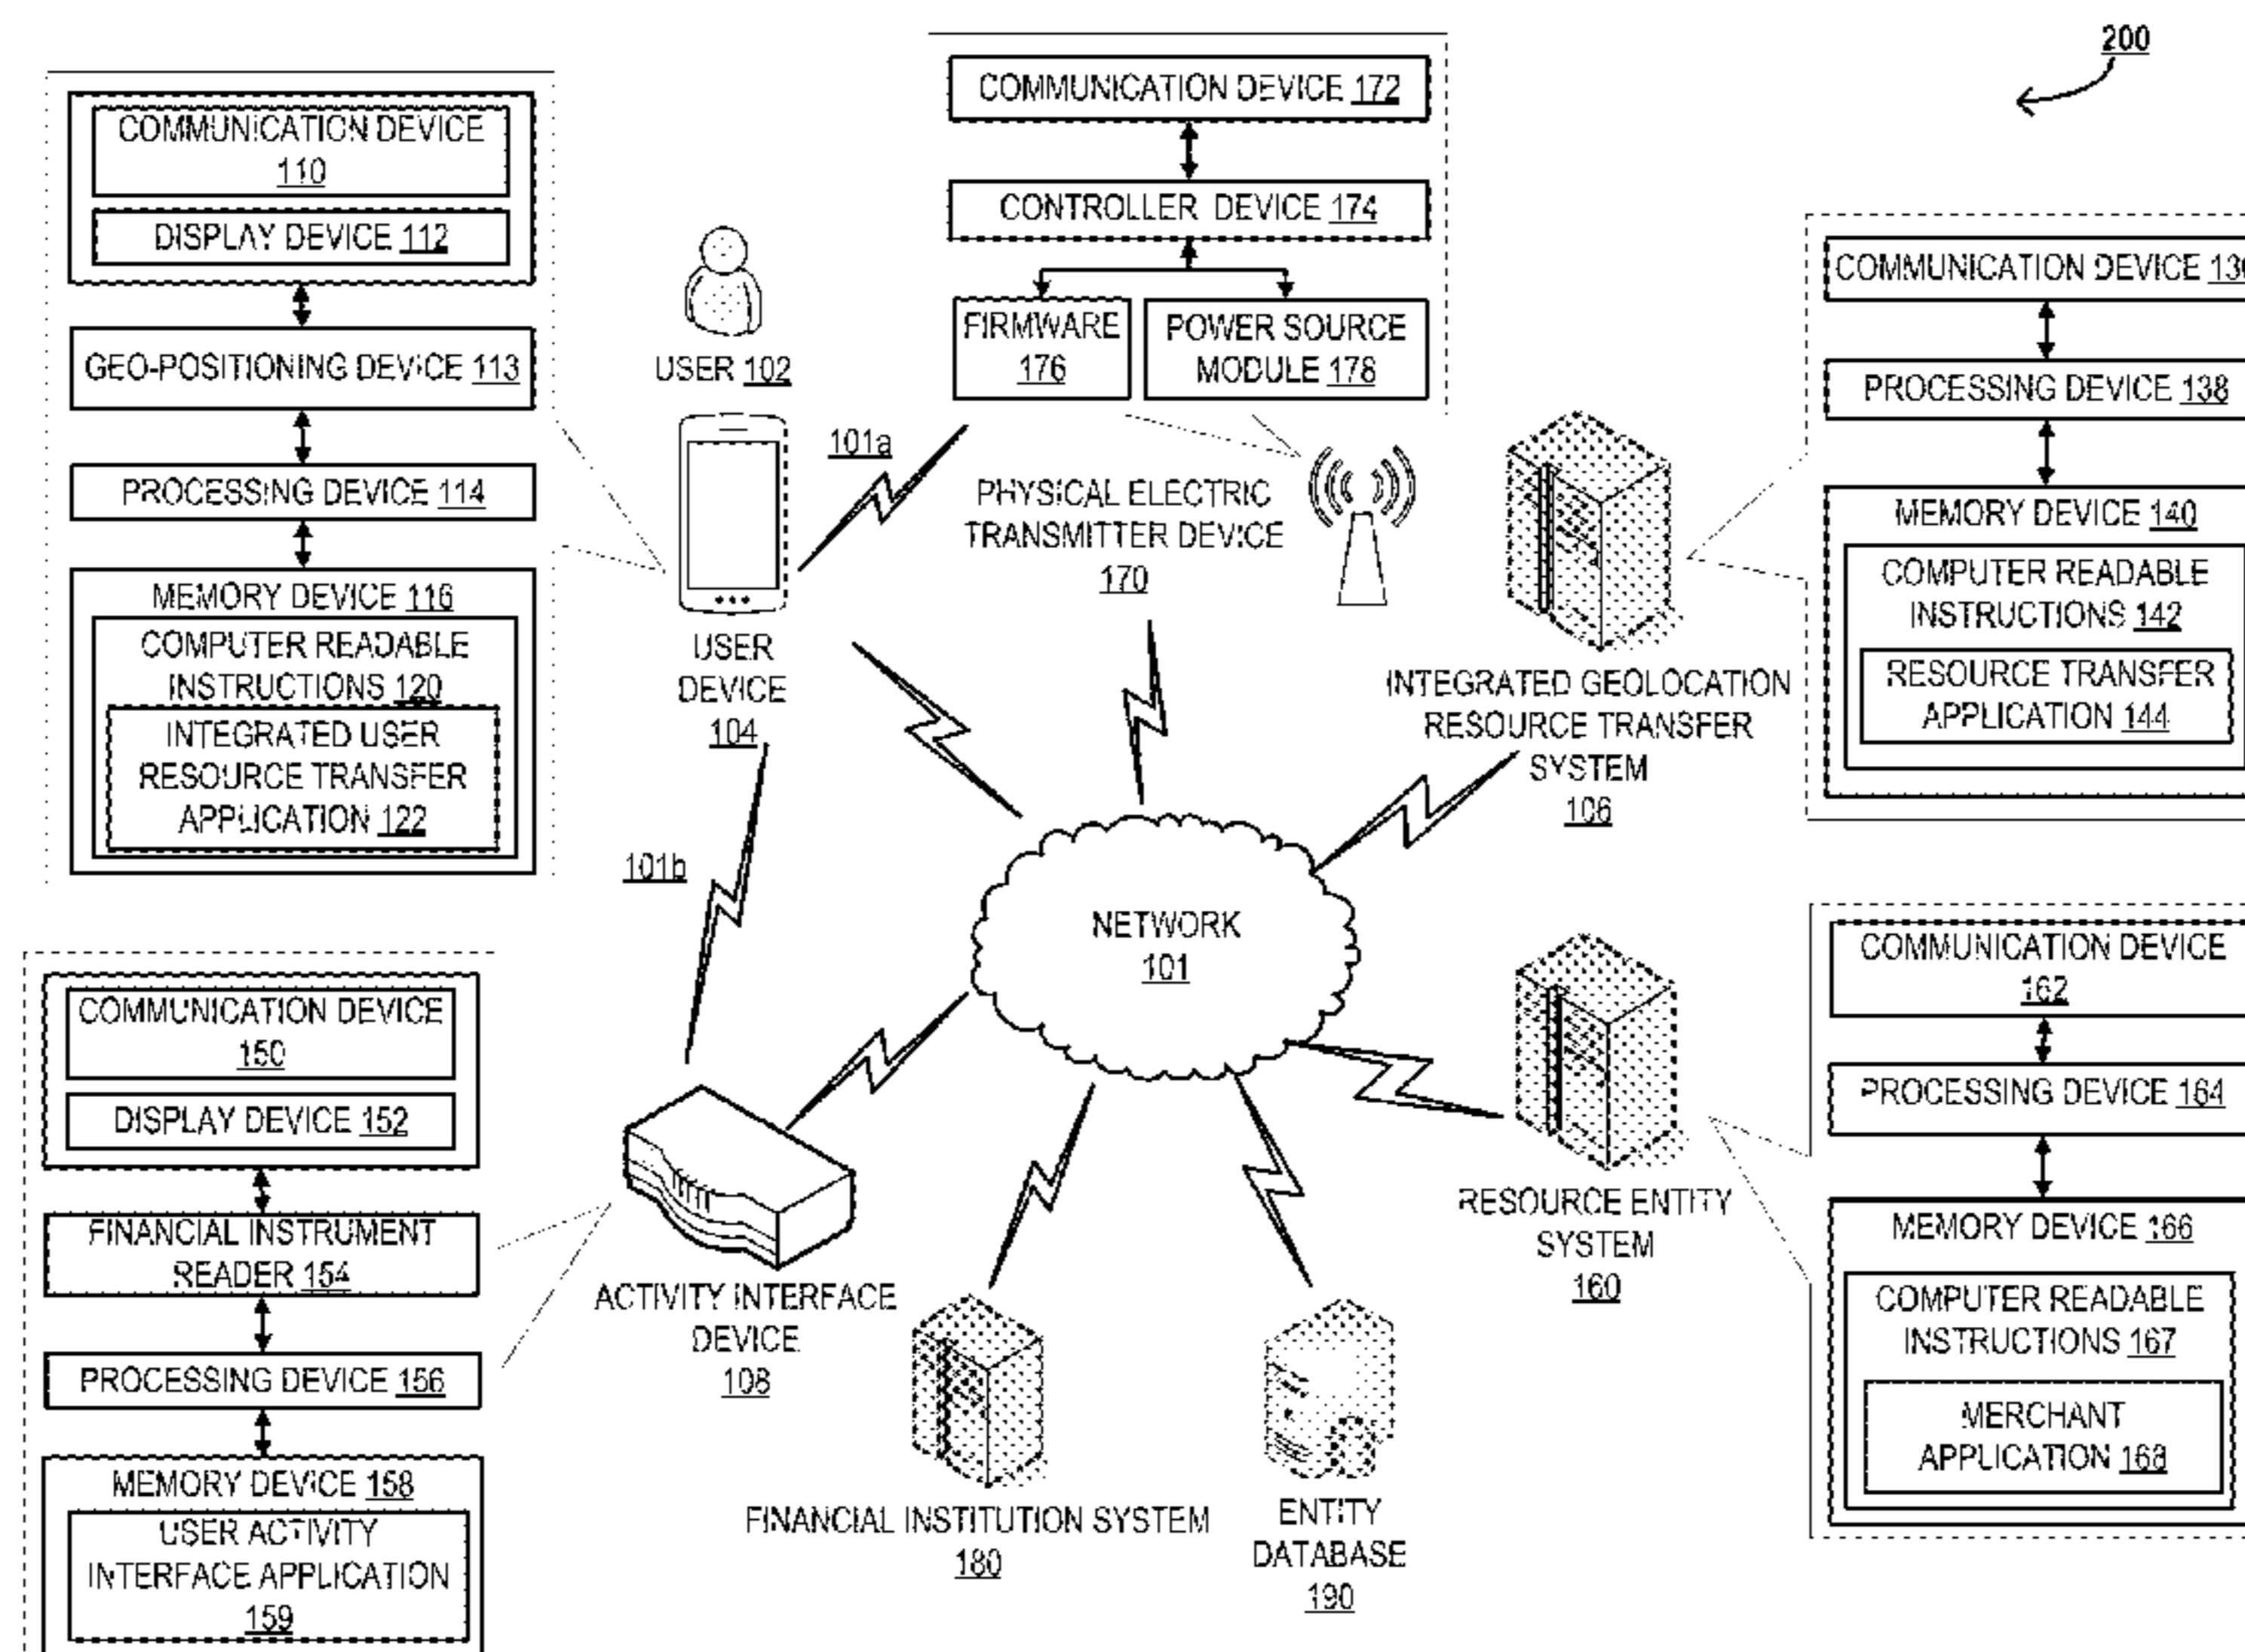 200
COMMUNICATION DEVICE
110
DISPLAY DEVICE 112
GEO-POSITIONING DEVICE 113
PROCESSING DEVICE 114
MEMORY DEVICE 116
COMPUTER READABLE
INSTRUCTIONS 120
INTEGRATED USER
RESOURCE TRANSFER
APPLICATION 122
USER 102
USER
DEVICE
104
101a
101b
COMMUNICATION DEVICE 172
CONTROLLER DEVICE 174
FIRMWARE
176
POWER SOURCE
MODULE 178
PHYSICAL ELECTRIC
TRANSMITTER DEVICE
170
INTEGRATED GEOLOCATION
RESOURCE TRANSFER
SYSTEM
106
COMMUNICATION DEVICE
PROCESSING DEVICE 138
MEMORY DEVICE 140
COMPUTER READABLE
INSTRUCTIONS 142
RESOURCE TRANSFER
APPLICATION 144
NETWORK
101
COMMUNICATION DEVICE
150
DISPLAY DEVICE 152
FINANCIAL INSTRUMENT
READER 154
PROCESSING DEVICE 156
MEMORY DEVICE 158
USER ACTIVITY
INTERFACE APPLICATION
159
ACTIVITY INTERFACE
DEVICE
108
FINANCIAL INSTITUTION SYSTEM
180
ENTITY
DATABASE
190
RESOURCE ENTITY
SYSTEM
160
COMMUNICATION DEVICE
162
PROCESSING DEVICE 164
MEMORY DEVICE 166
COMPUTER READABLE
INSTRUCTIONS 167
MERCHANT
APPLICATION 168